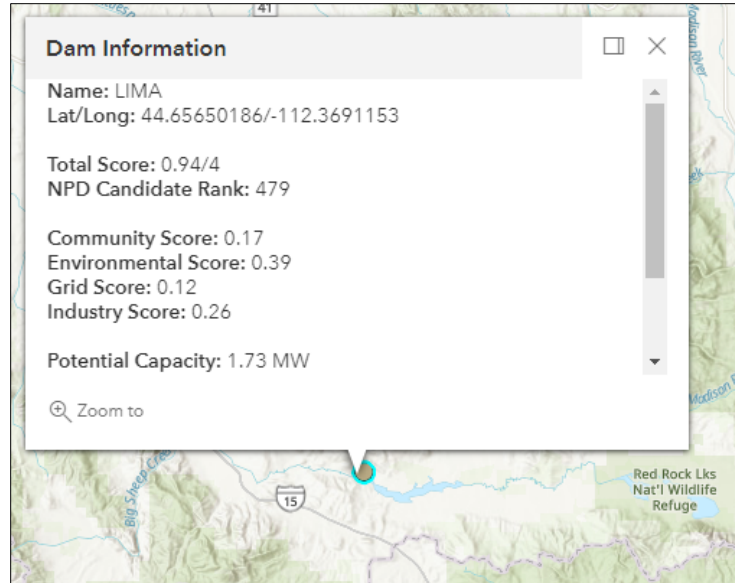 41
Dam Information
Name: LIMA
Lat/Long: 44.65650186/-112.3691153
Total Score: 0.94/4
NPD Candidate Rank: 479
Community Score: 0.17
Environmental Score: 0.39
Grid Score: 0.12
Industry Score: 0.26
Potential Capacity: 1.73 MW
Zoom to
Madison River
Madison
Big Sheep Creek
15
Red Rock Lks
Nat'l Wildlife
Refuge